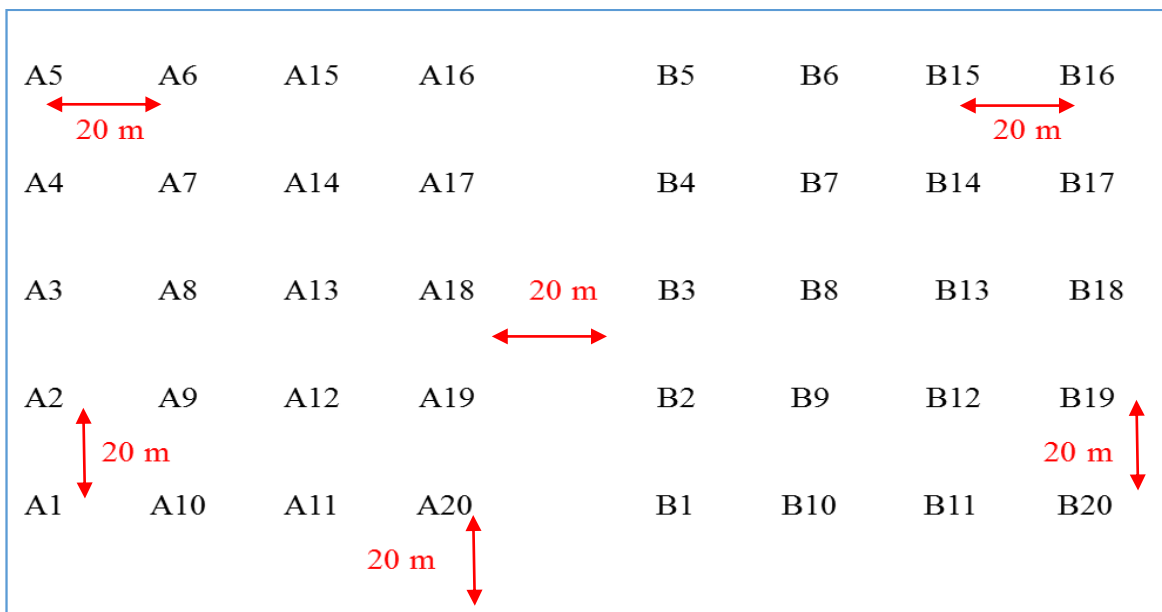 A5 A6 A15 A16 B5 B6 B15 B16
20 m 20 m
A4 A7 A14 A17 B4 B7 B14 B17
A3 A8 A13 A18 20 m B3 B8 B13 B18
A2 A9 A12 A19 B2 B9 B12 B19
20 m 20 m
A1 A10 A11 A20 B1 B10 B11 B20
20 m